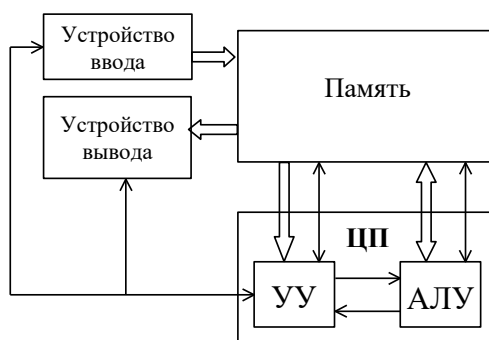 Устройство
ввода
Память
Устройство
вывода
ЦП
УУ
АЛУ